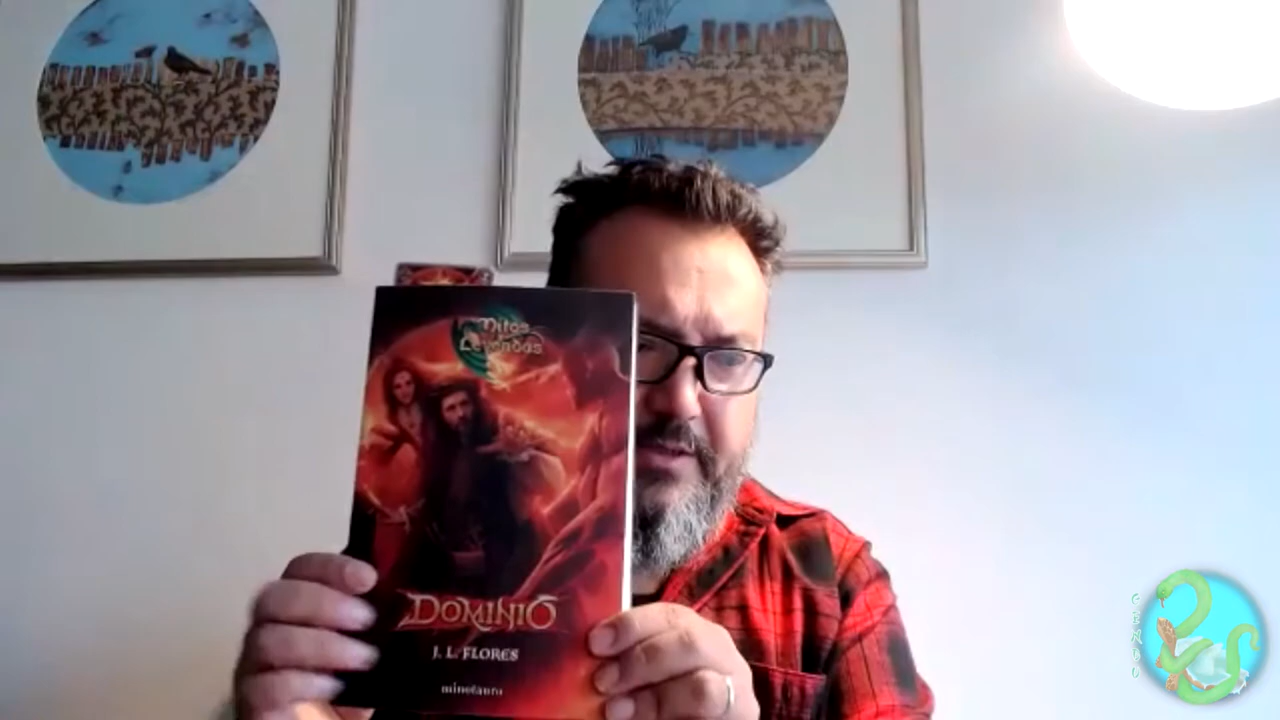 Mitos
y Leyendas
DOMINIO
J. L. FLORES
minotauro